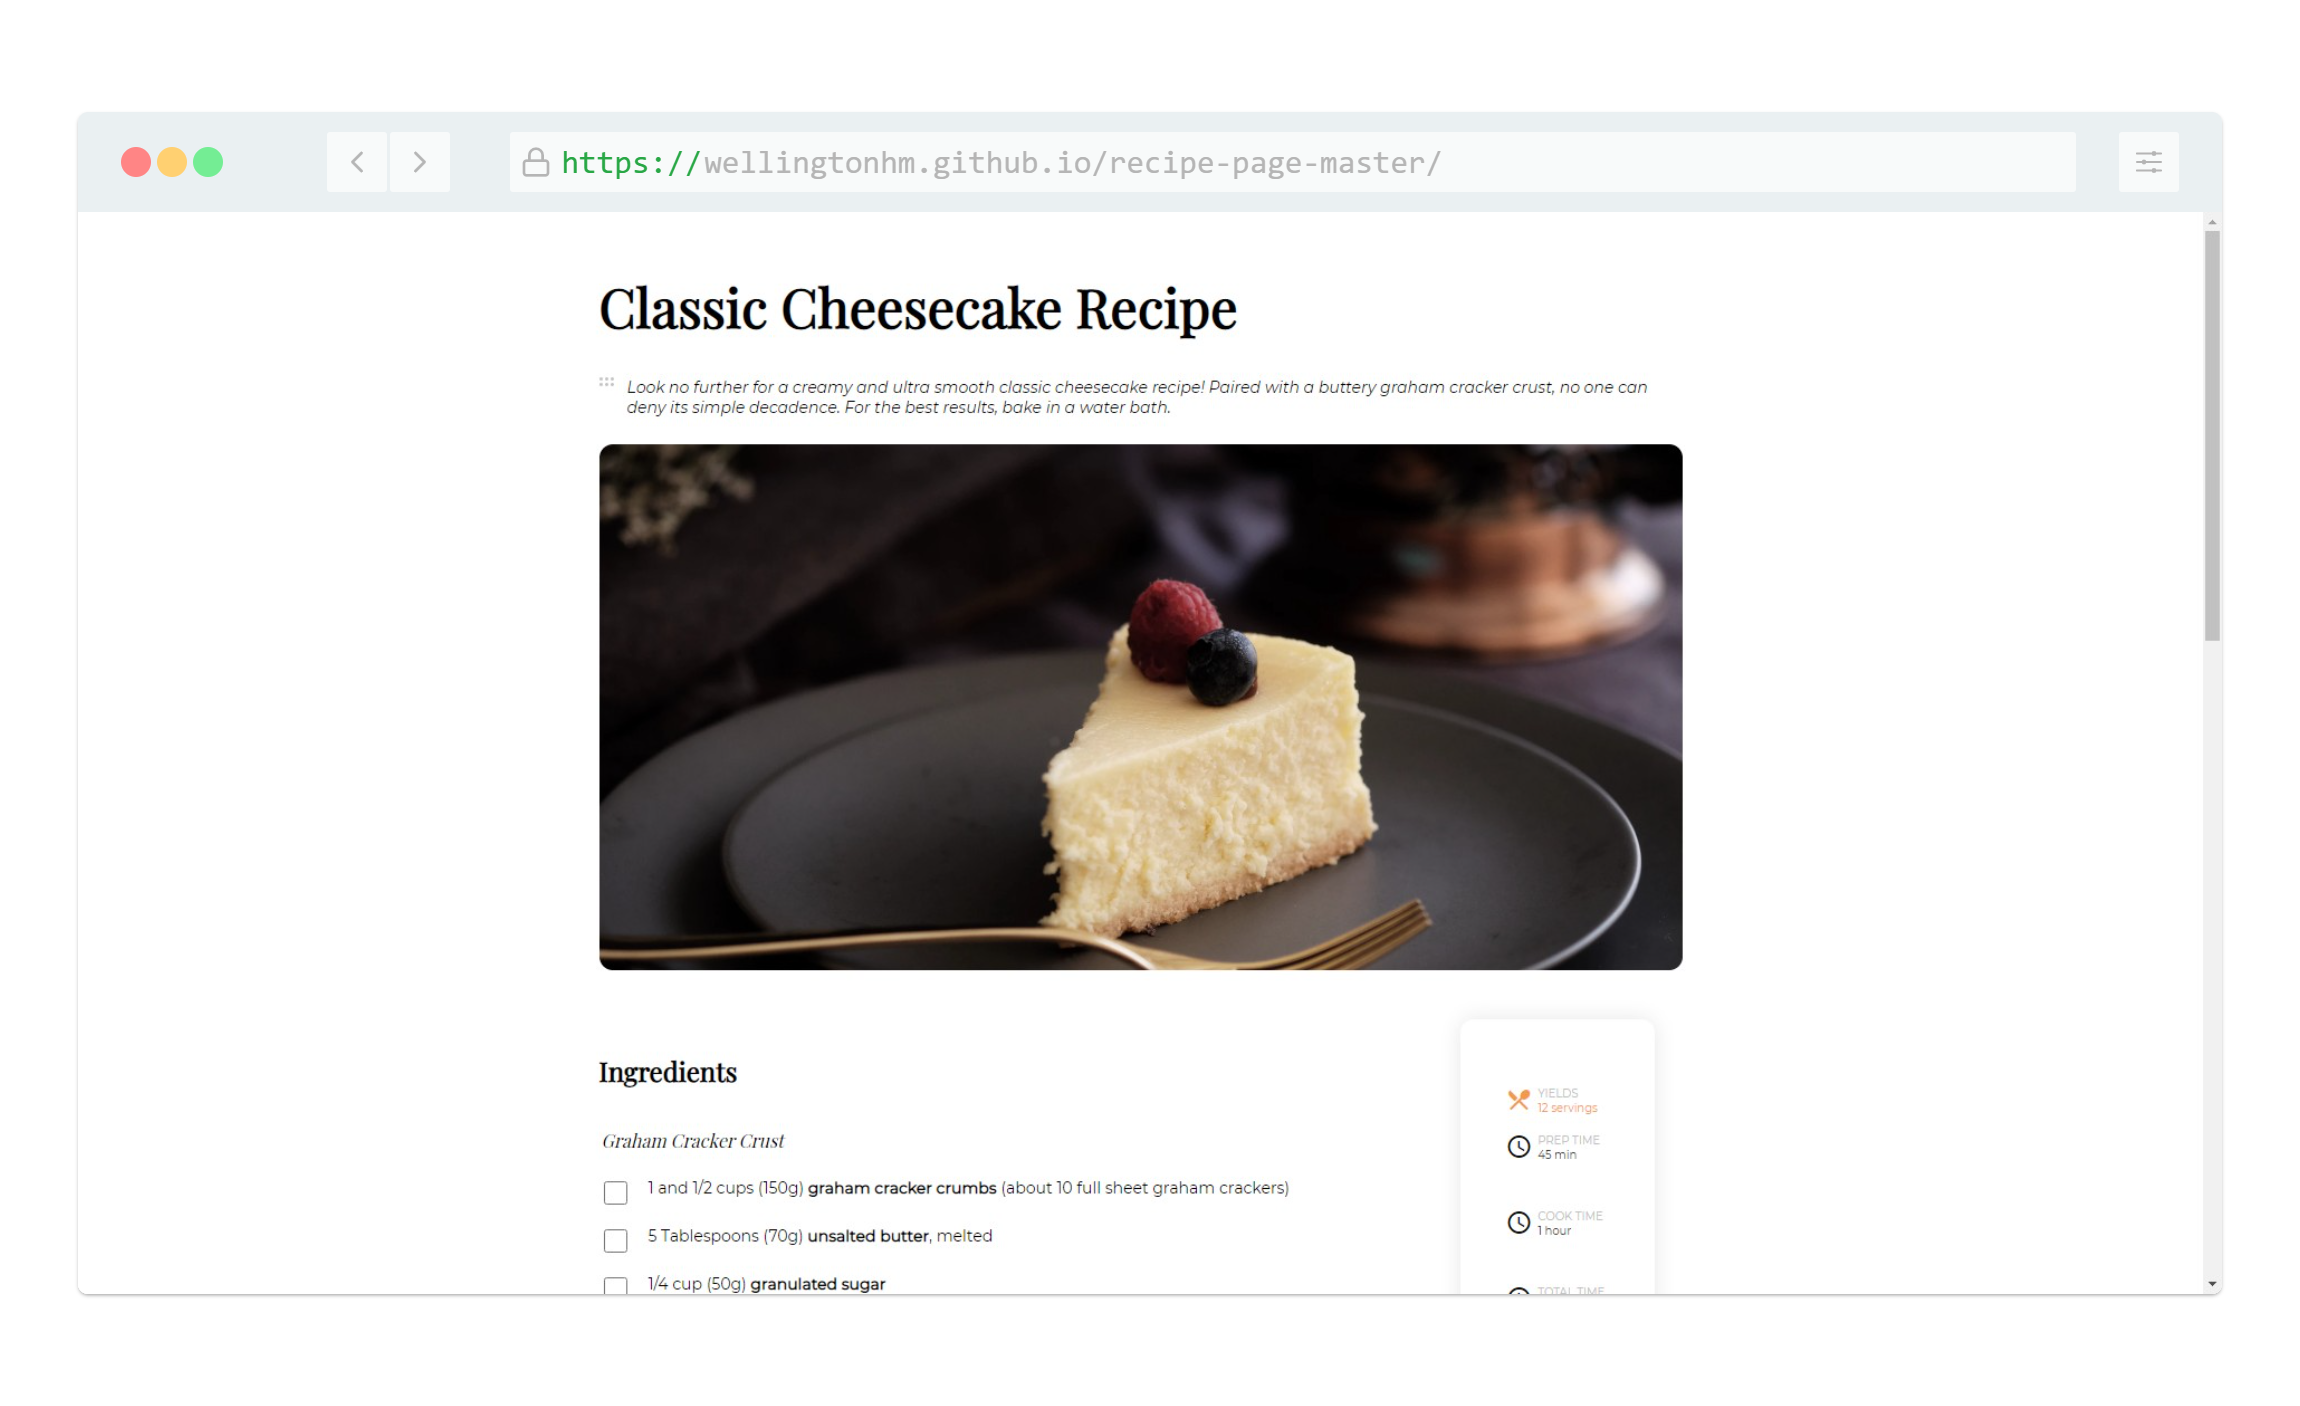 https://wellingtonhm.github.io/recipe-page-master/
Classic Cheesecake Recipe
Look no further for a creamy and ultra smooth classic cheesecake recipe! Paired with a buttery graham cracker crust, no one can
deny its simple decadence. For the best results, bake in a water bath.
Ingredients
Graham Cracker Crust
1 and 1/2 cups (150g) graham cracker crumbs (about 10 full sheet graham crackers)
5 Tablespoons (70g) unsalted butter, melted
1/4 cup (50g) granulated sugar
YIELDS
12 servings
PREP TIME
45 min
COOK TIME
1 hour
TOTAL TIME